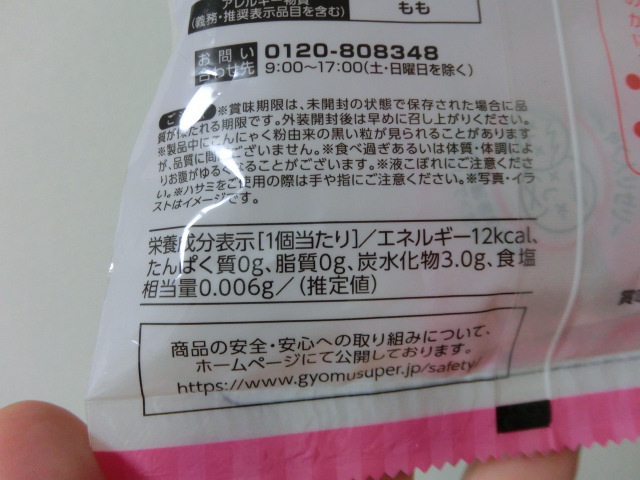 アレルギー物質
(義務・推奨表示品目を含む)
もも
お問い
合わせ先
0120-808348
9:00～17:00(土・日曜日を除く)
※賞味期限は、未開封の状態で保存された場合に品
質が保たれる期限です。外装開封後は早めに召し上がりください。
※製品中にこんにゃく粉由来の黒い粒が見られることがあります
が、品質に問題ございません。※食べ過ぎあるいは体質・体調によ
りお腹がゆるくなることがございます。※液こぼれにご注意くださ
い。※ハサミをご使用の際は手や指にご注意ください。※写真・イラ
ストはイメージです。
栄養成分表示[1個当たり]／エネルギー12kcal、
たんぱく質0g、脂質0g、炭水化物3.0g、食塩
相当量0.006g／(推定値)
商品の安全・安心への取り組みについて、
ホームページにて公開しております。
https://www.gyomusuper.jp/safety/